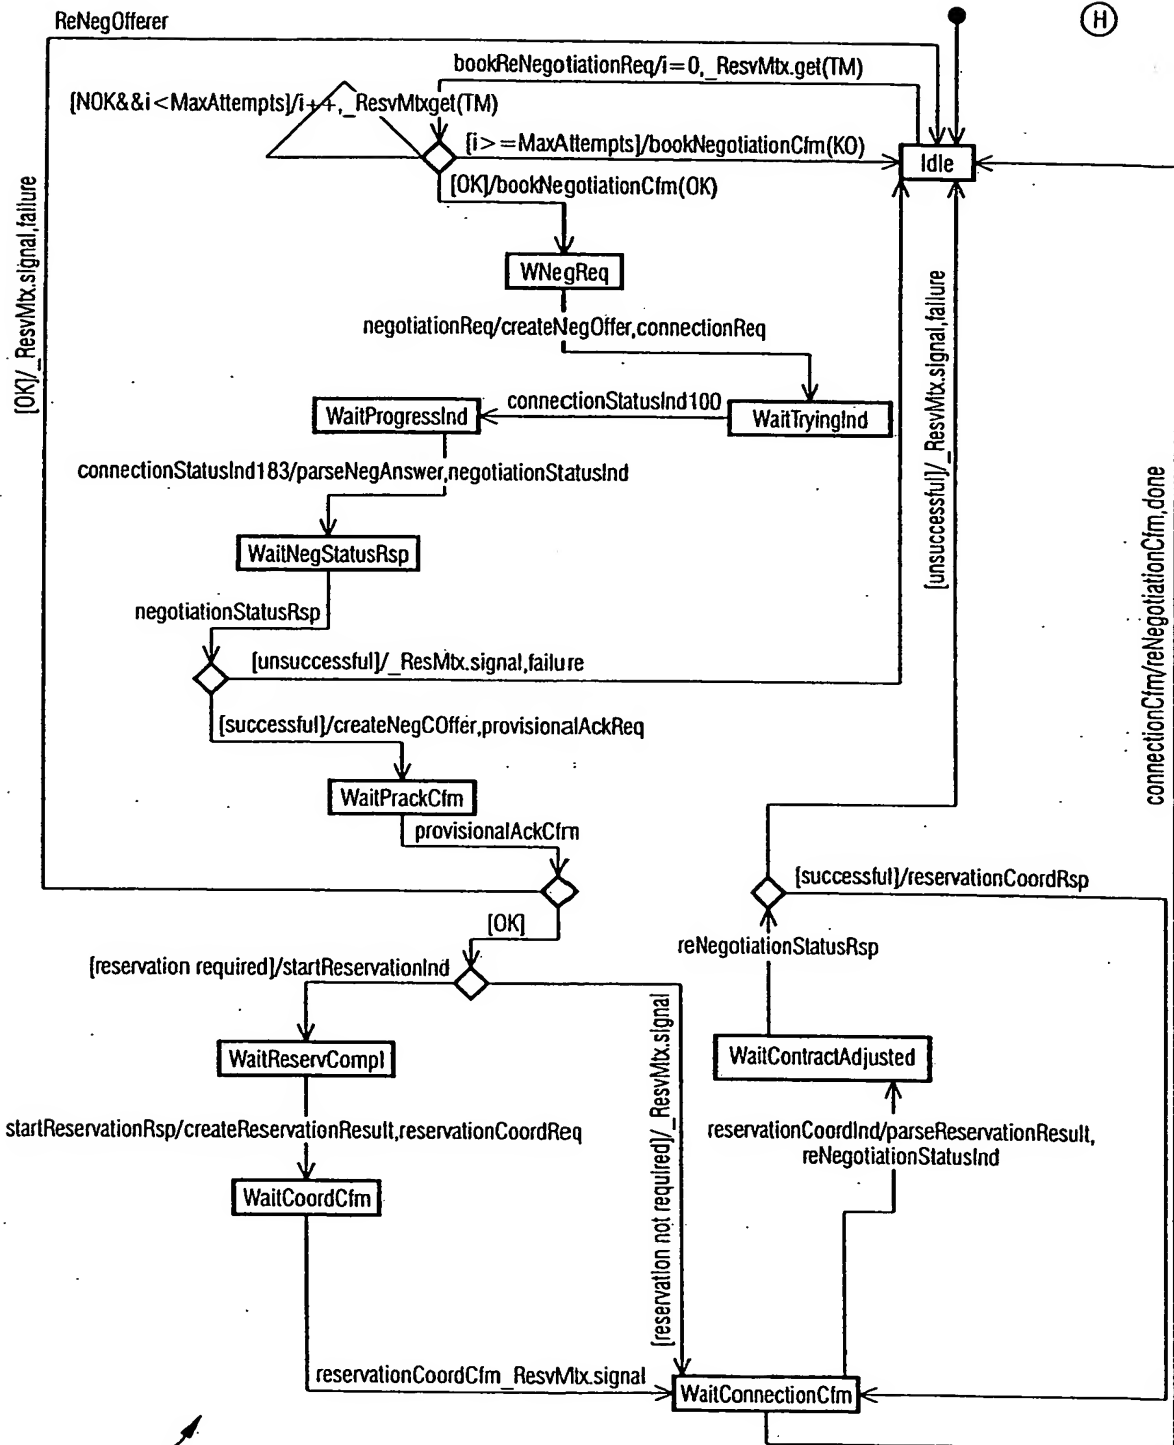 ReNegOfferer
H
bookReNegotiationReq/i=0,_ResvMtx.get(TM)
[NOK&&i<MaxAttempts]/i++,_ResvMtxget(TM)
[i>=MaxAttempts]/bookNegotiationCfm(KO)
Idle
[OK]/bookNegotiationCfm(OK)
[OK]/_ResvMtx.signal,failure
WNegReq
[unsuccessful]/_ResvMtx.signal,failure
negotiationReq/createNegOffer,connectionReq
WaitProgressInd
connectionStatusInd100
WaitTryingInd
connectionStatusInd183/parseNegAnswer,negotiationStatusInd
connectionCfm/reNegotiationCfm,done
WaitNegStatusRsp
negotiationStatusRsp
[unsuccessful]/_ResMtx.signal,failure
[successful]/createNegCOffer,provisionalAckReq
WaitPrackCfm
provisionalAckCfm
[successful]/reservationCoordRsp
[OK]
reNegotiationStatusRsp
[reservation required]/startReservationInd
[reservation not required]/_ResvMtx.signal
WaitReservCompl
WaitContractAdjusted
startReservationRsp/createReservationResult,reservationCoordReq
reservationCoordInd/parseReservationResult,
reNegotiationStatusInd
WaitCoordCfm
reservationCoordCfm_ResvMtx.signal
WaitConnectionCfm